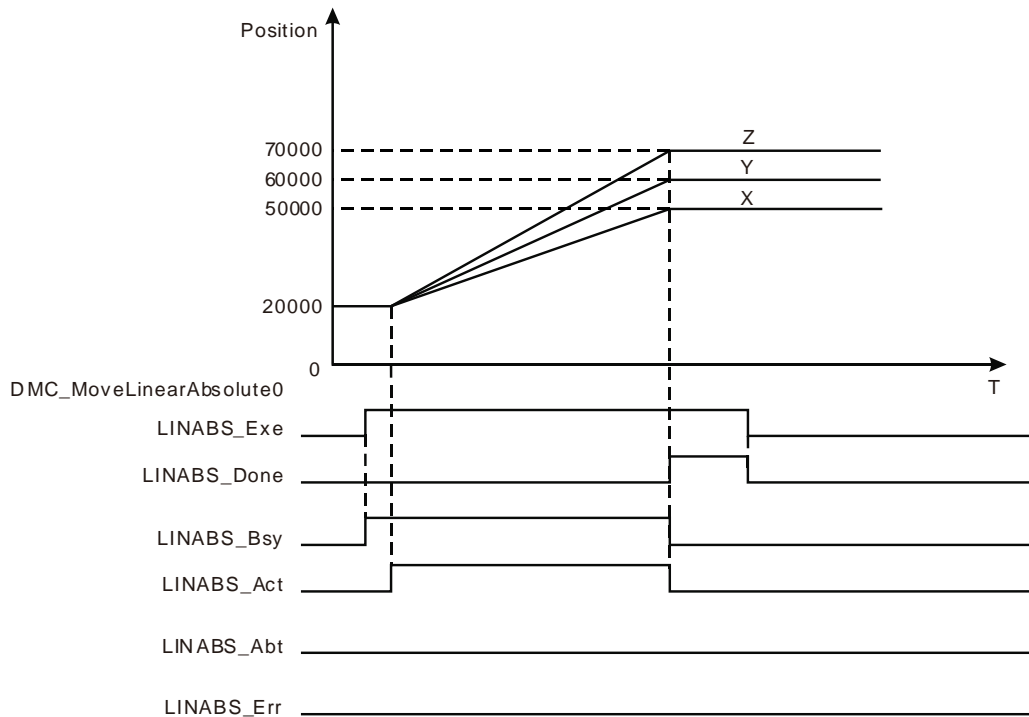 Position
Z
70000
Y
60000
X
50000
20000
0
T
DMC_MoveLinearAbsolute0
LINABS_Exe
LINABS_Done
LINABS_Bsy
LINABS_Act
LINABS_Abt
LINABS_Err